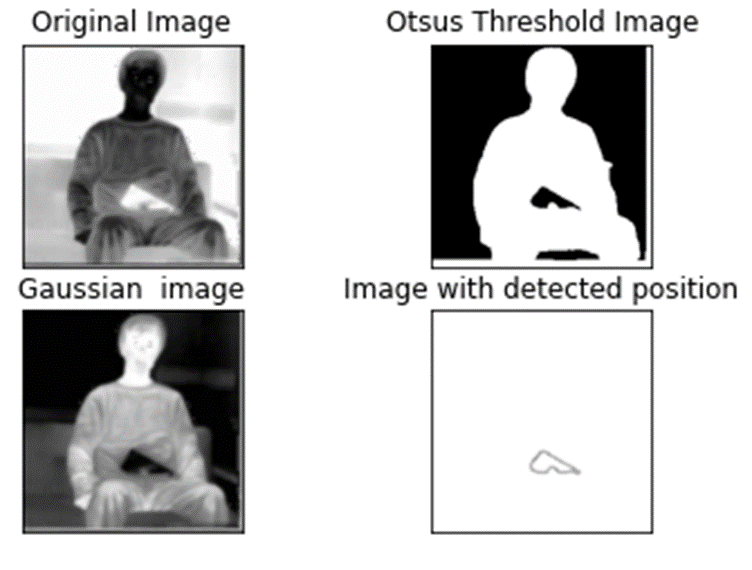 Original Image
Otsus Threshold Image
Gaussian  image
Image with detected position